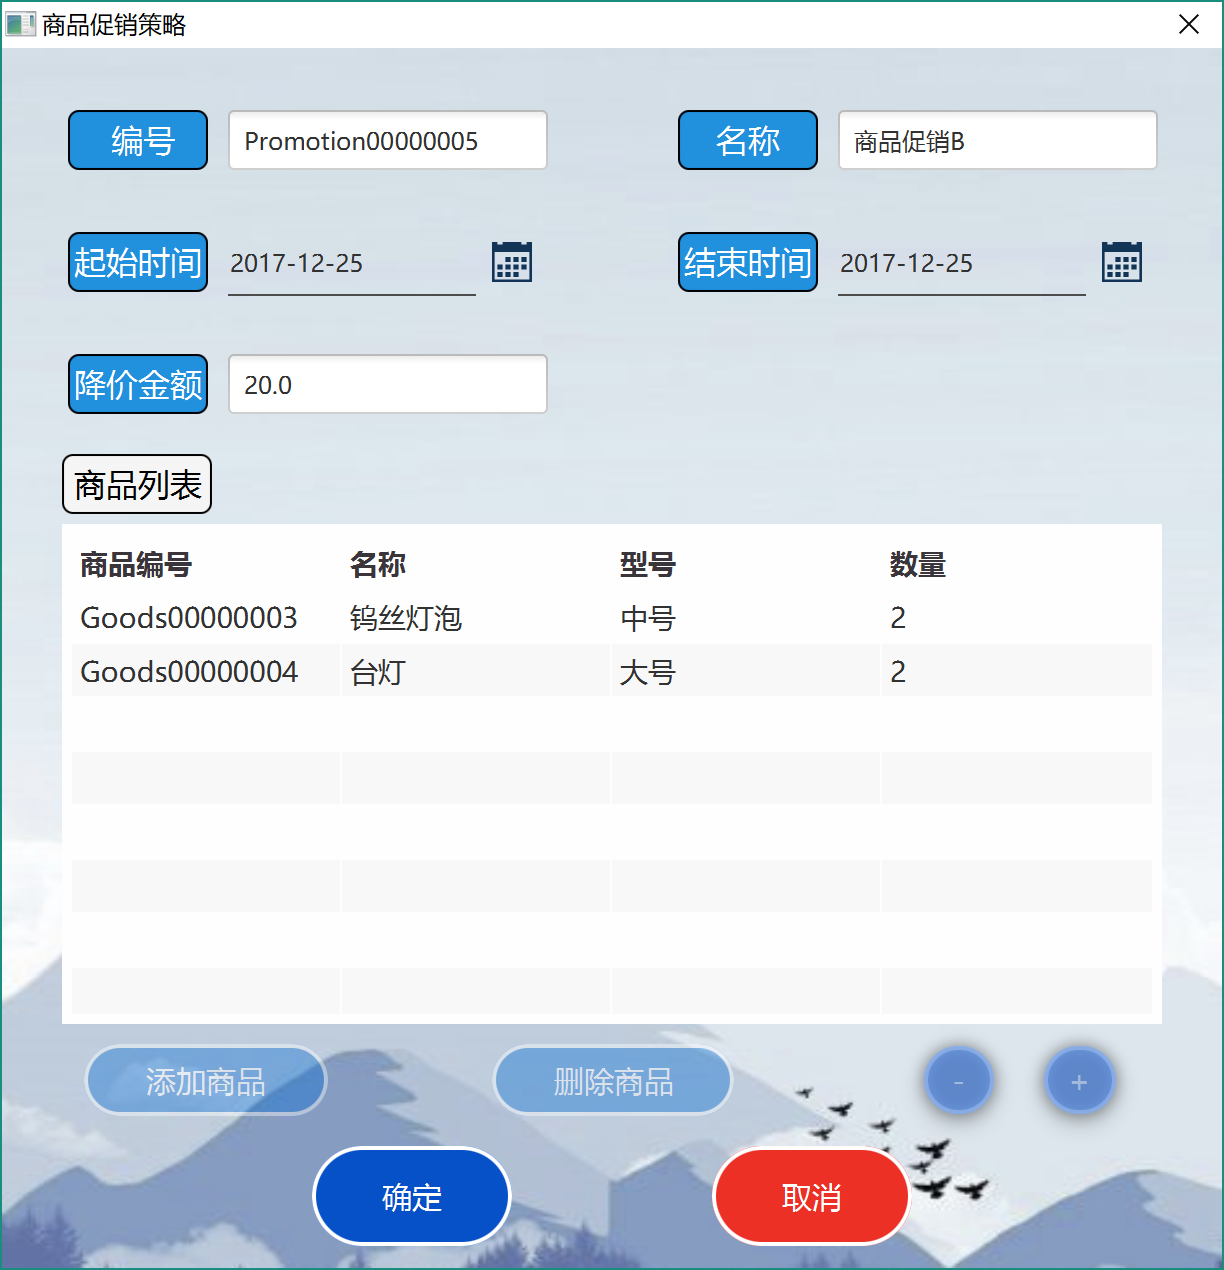 商品促销策略
编号 Promotion00000005 名称 商品促销B
起始时间 2017-12-25 结束时间 2017-12-25
降价金额 20.0
商品列表
商品编号 名称 型号 数量
Goods00000003 钨丝灯泡 中号 2
Goods00000004 台灯 大号 2
添加商品 删除商品 - +
确定 取消